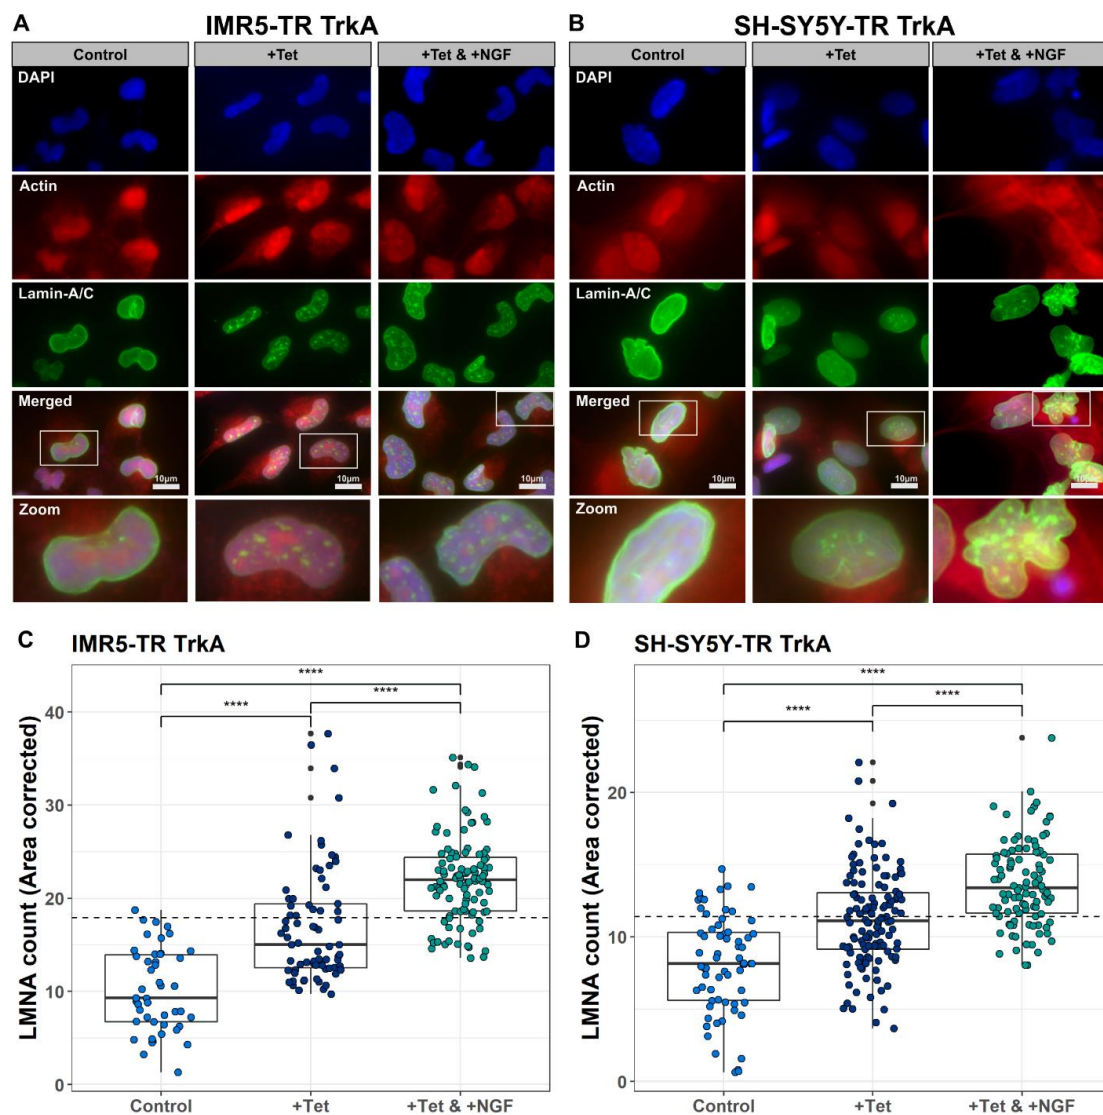 A IMR5-TR TrkA
Control +Tet +Tet & +NGF
DAPI
Actin
Lamin-A/C
Merged
10μm 10μm 10μm
Zoom
B SH-SY5Y-TR TrkA
Control +Tet +Tet & +NGF
DAPI
Actin
Lamin-A/C
Merged
10μm 10μm 10μm
Zoom
C IMR5-TR TrkA
LMNA count (Area corrected)
40
30
20
10
0
****
**** ****
Control +Tet +Tet & +NGF
D SH-SY5Y-TR TrkA
LMNA count (Area corrected)
20
10
0
****
**** ****
Control +Tet +Tet & +NGF